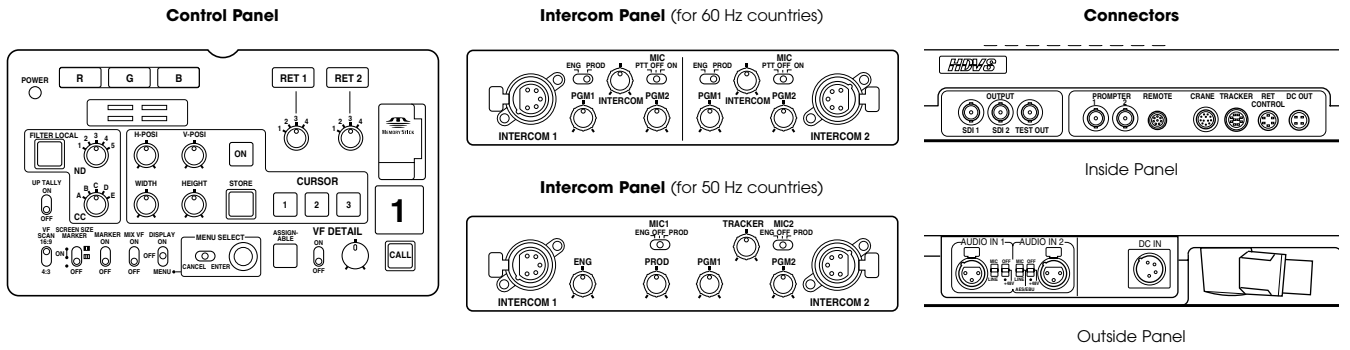 Control Panel
POWER
R G B
RET 1 RET 2
1 2 3 4
1 2 3 4
MEMORY STICK
FILTER LOCAL
1 2 3 4 5
ND
H-POSI V-POSI
ON
UP TALLY
ON
OFF
A B C D E
CC
WIDTH HEIGHT STORE
CURSOR
1 2 3
1
VF SCAN
16:9
4:3
SCREEN SIZE MARKER
ON
OFF
MARKER
ON
OFF
MIX VF
ON
OFF
DISPLAY
ON
OFF
MENU
MENU SELECT
CANCEL ENTER
ASSIGN-
ABLE
VF DETAIL
ON
OFF
0
CALL
Intercom Panel (for 60 Hz countries)
ENG PROD
MIC
PTT OFF ON
ENG PROD
MIC
PTT OFF ON
PGM1 INTERCOM PGM2
PGM1 INTERCOM PGM2
INTERCOM 1
INTERCOM 2
Intercom Panel (for 50 Hz countries)
MIC1
ENG OFF PROD
TRACKER
MIC2
ENG OFF PROD
ENG PROD PGM1 PGM2
INTERCOM 1
INTERCOM 2
Connectors
HDVS
OUTPUT
SDI 1 SDI 2 TEST OUT
PROMPTER
1 2
REMOTE
CRANE TRACKER
RET
CONTROL
DC OUT
Inside Panel
AUDIO IN 1 AUDIO IN 2
MIC OFF MIC OFF
LINE +48V LINE +48V
AES/EBU
DC IN
Outside Panel